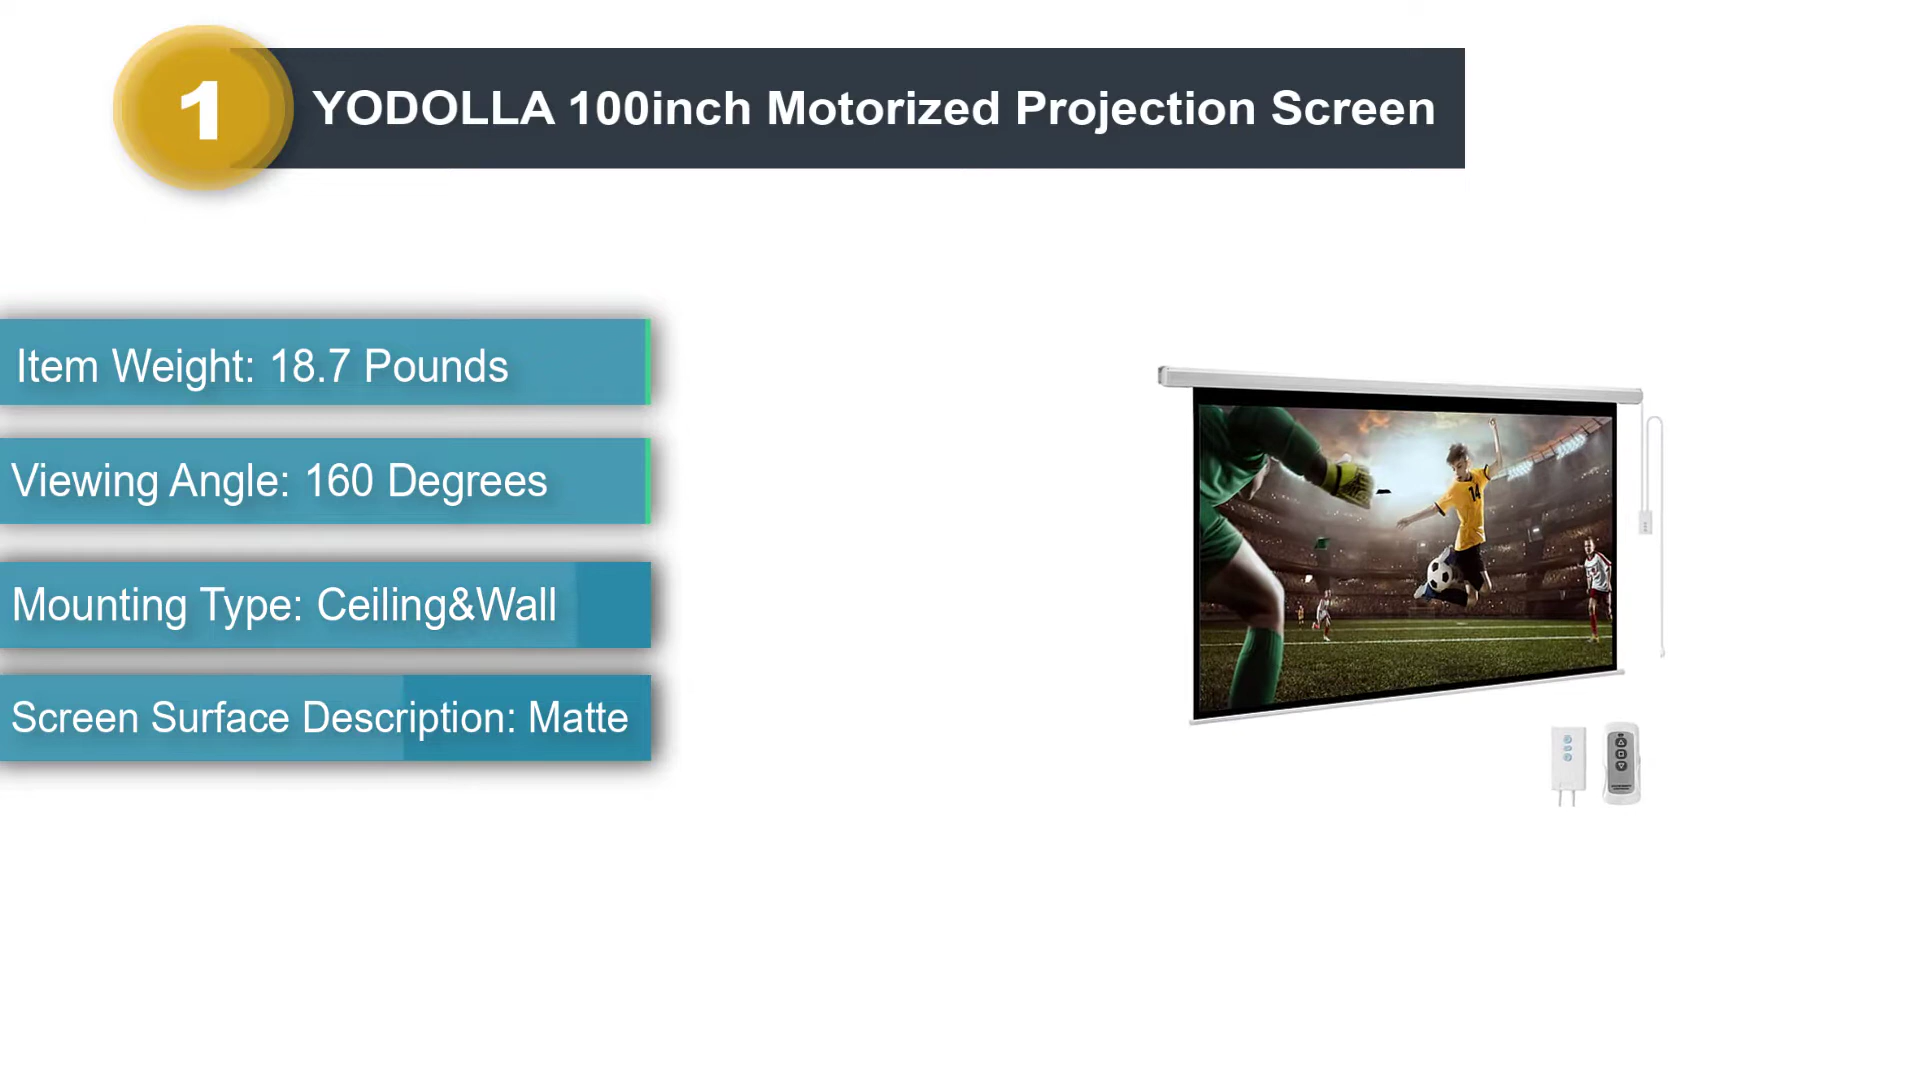 1
YODOLLA 100inch Motorized Projection Screen
Item Weight: 18.7 Pounds
Viewing Angle: 160 Degrees
Mounting Type: Ceiling&Wall
Screen Surface Description: Matte
14